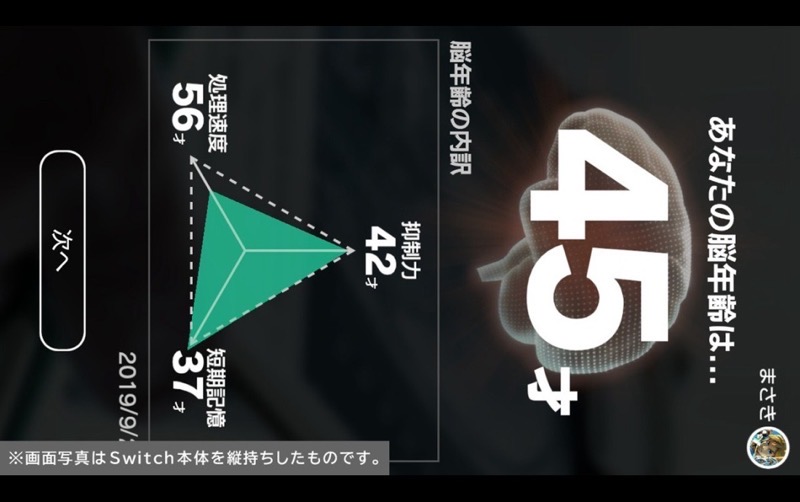 まさき
あなたの脳年齢は…
45才
脳年齢の内訳
抑制力
42才
処理速度
56才
短期記憶
37才
2019/9/
次へ
※画面写真はSwitch本体を縦持ちしたものです。